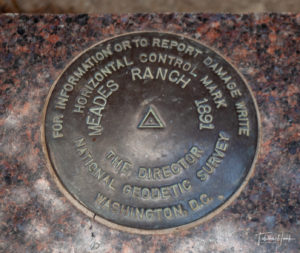 FOR INFORMATION OR TO REPORT DAMAGE WRITE
HORIZONTAL CONTROL MARK
MEADES RANCH 1891
THE DIRECTOR
NATIONAL GEODETIC SURVEY
WASHINGTON, D.C.